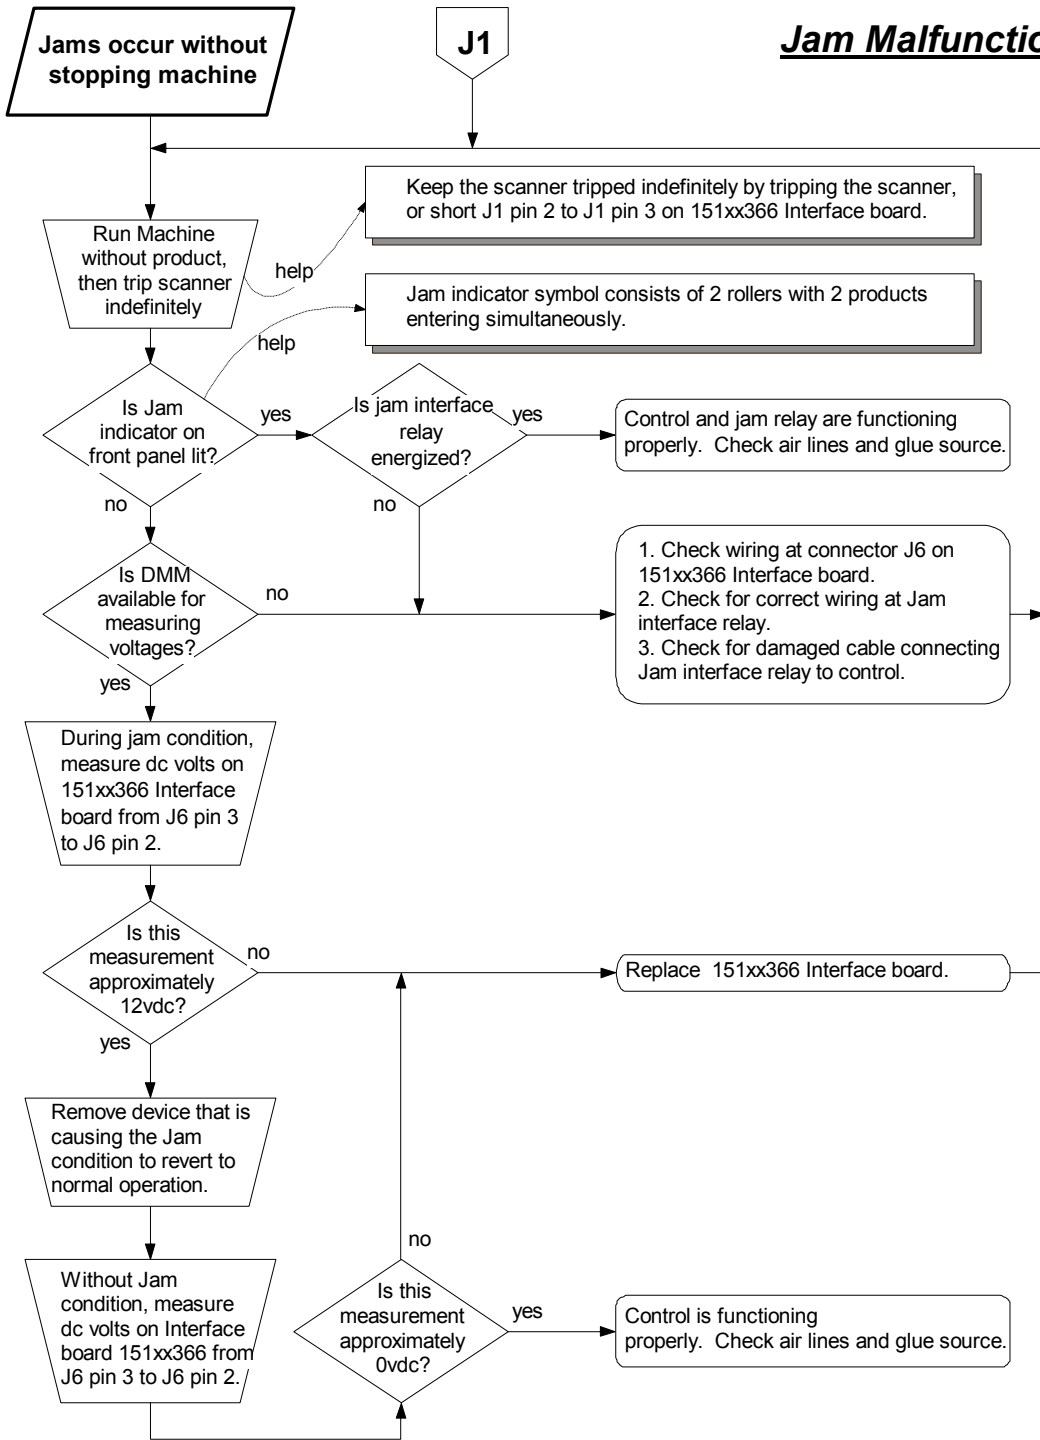 Jams occur without
stopping machine
J1
Jam Malfunctio
Keep the scanner tripped indefinitely by tripping the scanner,
or short J1 pin 2 to J1 pin 3 on 151xx366 Interface board.
Run Machine
without product,
then trip scanner
indefinitely
help
Jam indicator symbol consists of 2 rollers with 2 products
entering simultaneously.
help
Is Jam
indicator on
front panel lit?
yes
Is jam interface
relay
energized?
yes
Control and jam relay are functioning
properly. Check air lines and glue source.
no
no
Is DMM
available for
measuring
voltages?
no
1. Check wiring at connector J6 on
151xx366 Interface board.
2. Check for correct wiring at Jam
interface relay.
3. Check for damaged cable connecting
Jam interface relay to control.
yes
During jam condition,
measure dc volts on
151xx366 Interface
board from J6 pin 3
to J6 pin 2.
Is this
measurement
approximately
12vdc?
no
Replace 151xx366 Interface board.
yes
Remove device that is
causing the Jam
condition to revert to
normal operation.
no
Without Jam
condition, measure
dc volts on Interface
board 151xx366 from
J6 pin 3 to J6 pin 2.
Is this
measurement
approximately
0vdc?
yes
Control is functioning
properly. Check air lines and glue source.